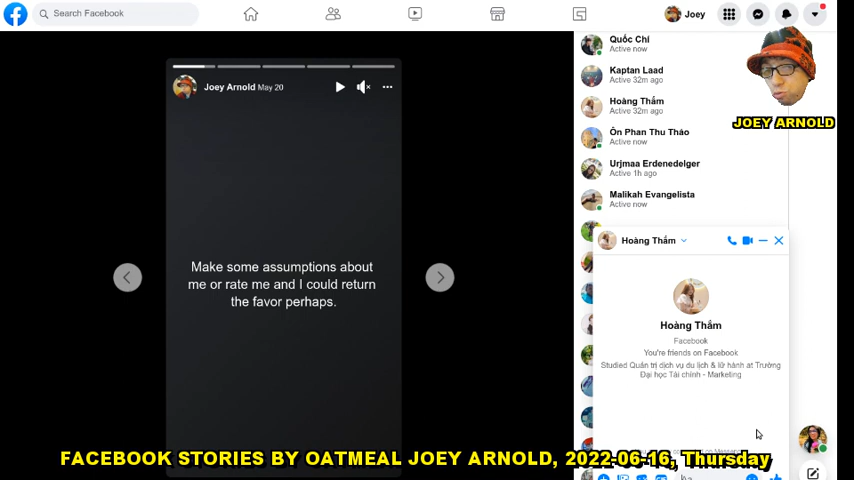 Search Facebook
Joey
Joey Arnold May 20
Make some assumptions about
me or rate me and I could return
the favor perhaps.
Quốc Chí
Active now
Kaptan Laad
Active 32m ago
Hoàng Thắm
Active 32m ago
Ôn Phan Thu Thảo
Active now
Urjmaa Erdenedelger
Active 1h ago
Malikah Evangelista
Active now
JOEY ARNOLD
Hoàng Thắm
Hoàng Thắm
Facebook
You're friends on Facebook
Studied Quản trị dịch vụ du lịch & lữ hành at Trường
Đại học Tài chính - Marketing
FACEBOOK STORIES BY OATMEAL JOEY ARNOLD, 2022-06-16, Thursday